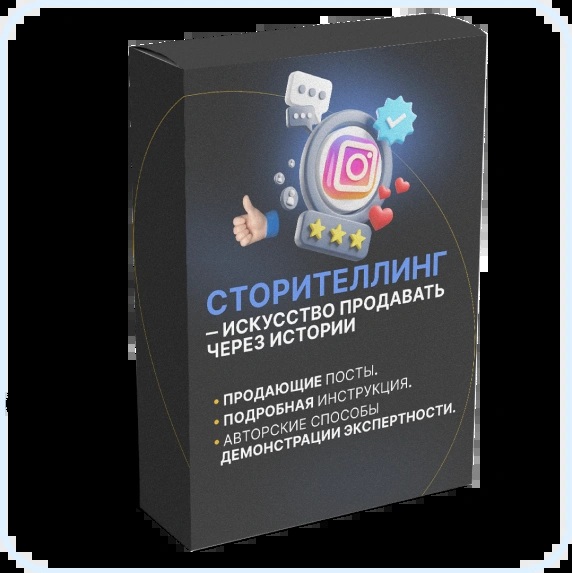 СТОРИТЕЛЛИНГ
– ИСКУССТВО ПРОДАВАТЬ
ЧЕРЕЗ ИСТОРИИ
• ПРОДАЮЩИЕ ПОСТЫ.
• ПОДРОБНАЯ ИНСТРУКЦИЯ.
• АВТОРСКИЕ СПОСОБЫ
ДЕМОНСТРАЦИИ ЭКСПЕРТНОСТИ.